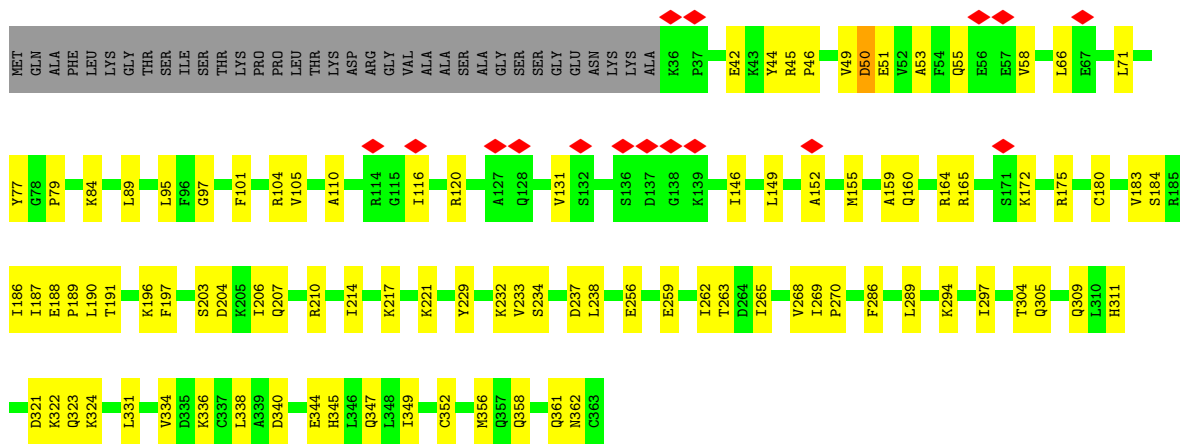 MET GLN ALA PHE LEU LYS GLY THR SER ILE SER THR LYS PRO PRO LEU THR LYS ASP ARG GLY VAL ALA ALA SER ALA GLY SER SER GLY GLU ASN LYS LYS ALA K36 P37 E42 K43 Y44 R45 P46 V49 D50 E51 V52 A53 F54 Q55 E56 E57 V58 L66 E67 L71
Y77 G78 P79 K84 L89 L95 F96 G97 F101 R104 V105 A110 R114 G115 I116 R120 A127 Q128 V131 S132 S136 D137 G138 K139 I146 L149 A152 M155 A159 Q160 R164 R165 S171 K172 R175 C180 V183 S184 R185
I186 I187 E188 P189 L190 T191 K196 F197 S203 D204 K205 I206 Q207 R210 I214 K217 K221 Y229 K232 V233 S234 D237 L238 E256 E259 I262 T263 D264 I265 V268 I269 P270 F286 L289 K294 I297 T304 Q305 Q309 L310 H311
D321 K322 Q323 K324 L331 V334 D335 K336 C337 L338 A339 D340 E344 H345 L346 Q347 L348 I349 C352 M356 Q357 Q358 Q361 N362 C363